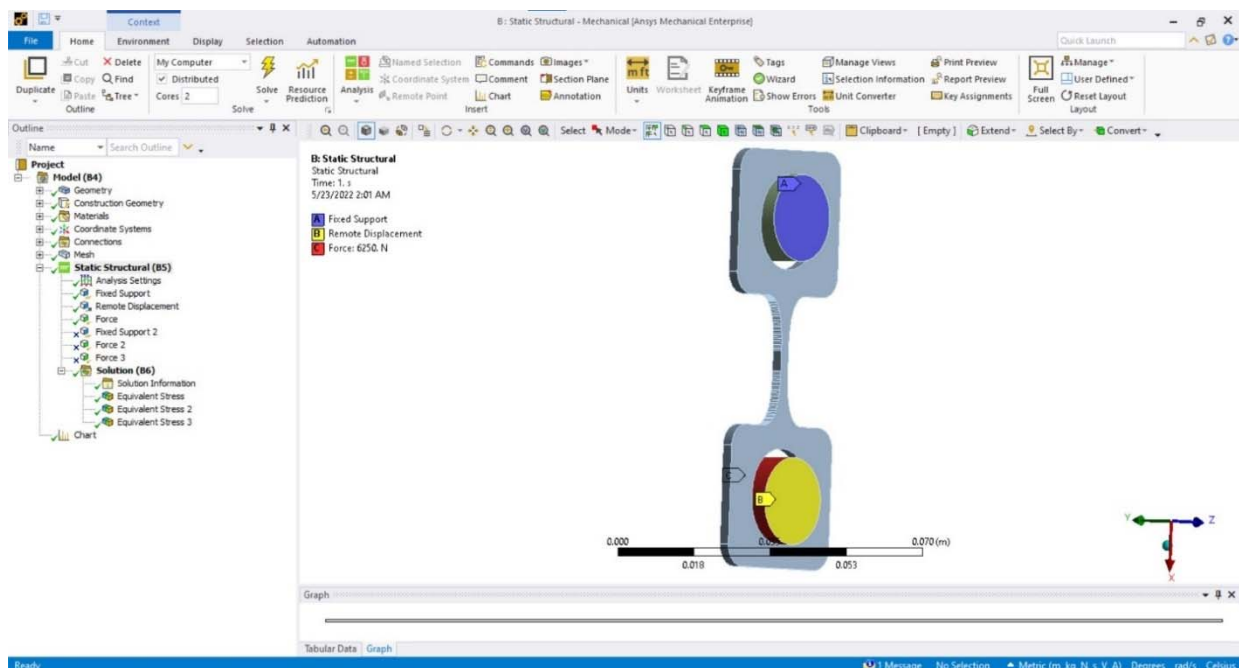 Context
B : Static Structural - Mechanical [Ansys Mechanical Enterprise]
File Home Environment Display Selection Automation
Quick Launch
Duplicate
Cut
Copy
Paste
Delete
Find
Tree
Outline
My Computer
Distributed
Cores 2
Solve
Solve
Resource Prediction
Analysis
Named Selection
Coordinate System
Remote Point
Commands
Comment
Chart
Images
Section Plane
Annotation
Insert
Units
Worksheet
Keyframe Animation
Tags
Wizard
Show Errors
Manage Views
Selection Information
Unit Converter
Print Preview
Report Preview
Key Assignments
Tools
Full Screen
Manage
User Defined
Reset Layout
Layout
Outline
Name Search Outline
Select Mode Clipboard [ Empty ] Extend Select By Convert
Project
Model (B4)
Geometry
Construction Geometry
Materials
Coordinate Systems
Connections
Mesh
Static Structural (B5)
Analysis Settings
Fixed Support
Remote Displacement
Force
Fixed Support 2
Force 2
Force 3
Solution (B6)
Solution Information
Equivalent Stress
Equivalent Stress 2
Equivalent Stress 3
Chart
B: Static Structural
Static Structural
Time: 1. s
5/23/2022 2:01 AM
A Fixed Support
B Remote Displacement
C Force: 6250. N
A
C
B
0.000 0.070 (m)
0.018 0.053
Y Z
X
Graph
Tabular Data Graph
Ready 1 Message No Selection Metric (m, kg, N, s, V, A) Degrees rad/s Celsius